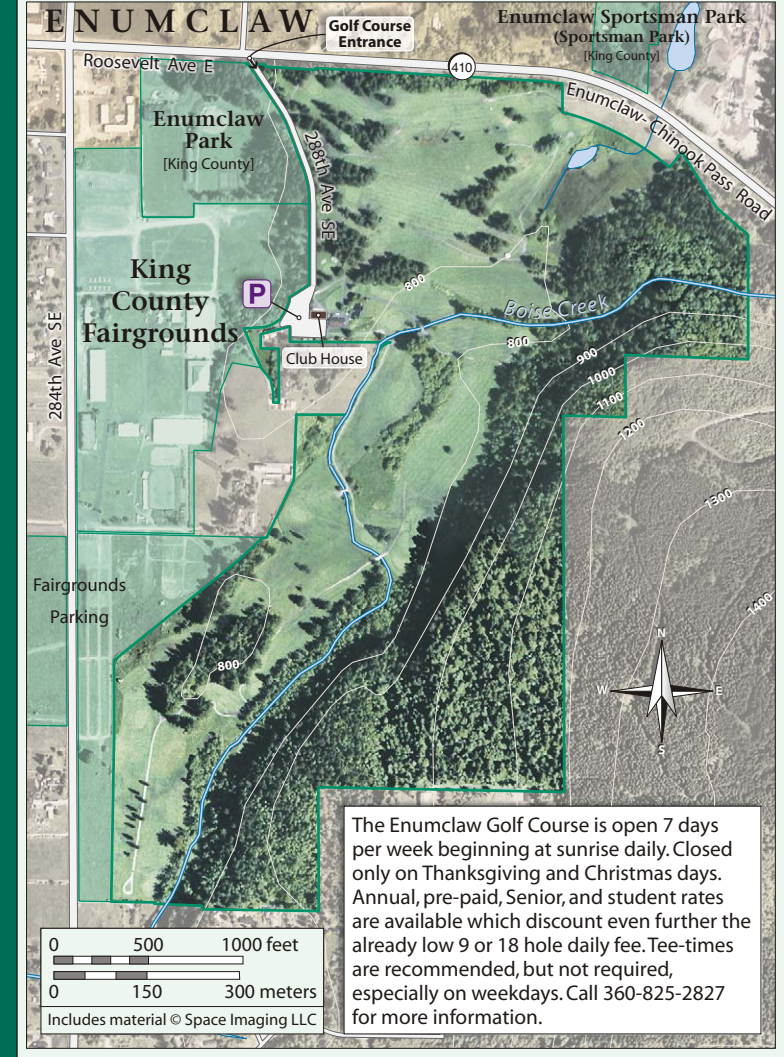 ENUMCLAW
Golf Course
Entrance
Enumclaw Sportsman Park
(Sportsman Park)
[King County]
Roosevelt Ave E
410
Enumclaw- Chinook Pass Road
Enumclaw
Park
[King County]
288th Ave SE
King
County
Fairgrounds
P
800
Boise Creek
Club House
800
900
1000
1100
1200
1300
1400
284th Ave SE
Fairgrounds
Parking
800
N
W
E
S
The Enumclaw Golf Course is open 7 days
per week beginning at sunrise daily. Closed
only on Thanksgiving and Christmas days.
Annual, pre-paid, Senior, and student rates
are available which discount even further the
already low 9 or 18 hole daily fee. Tee-times
are recommended, but not required,
especially on weekdays. Call 360-825-2827
for more information.
0 500 1000 feet
0 150 300 meters
Includes material © Space Imaging LLC